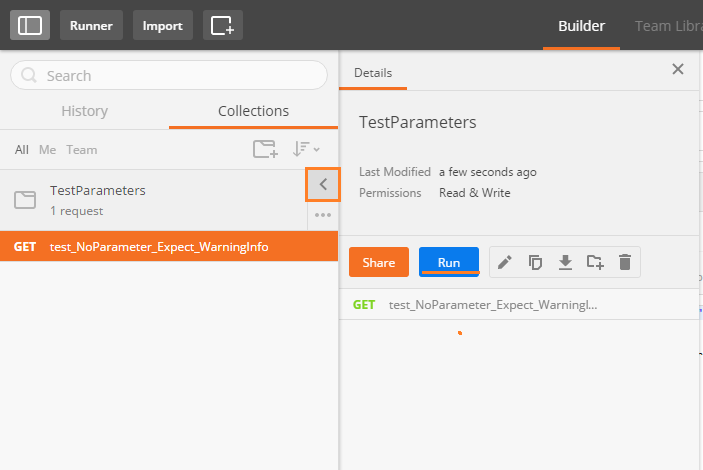 Runner Import Builder Team Libra
Search
History Collections
All Me Team
TestParameters
1 request
GET test_NoParameter_Expect_WarningInfo
Details
TestParameters
Last Modified a few seconds ago
Permissions Read & Write
Share Run
GET test_NoParameter_Expect_WarningI...